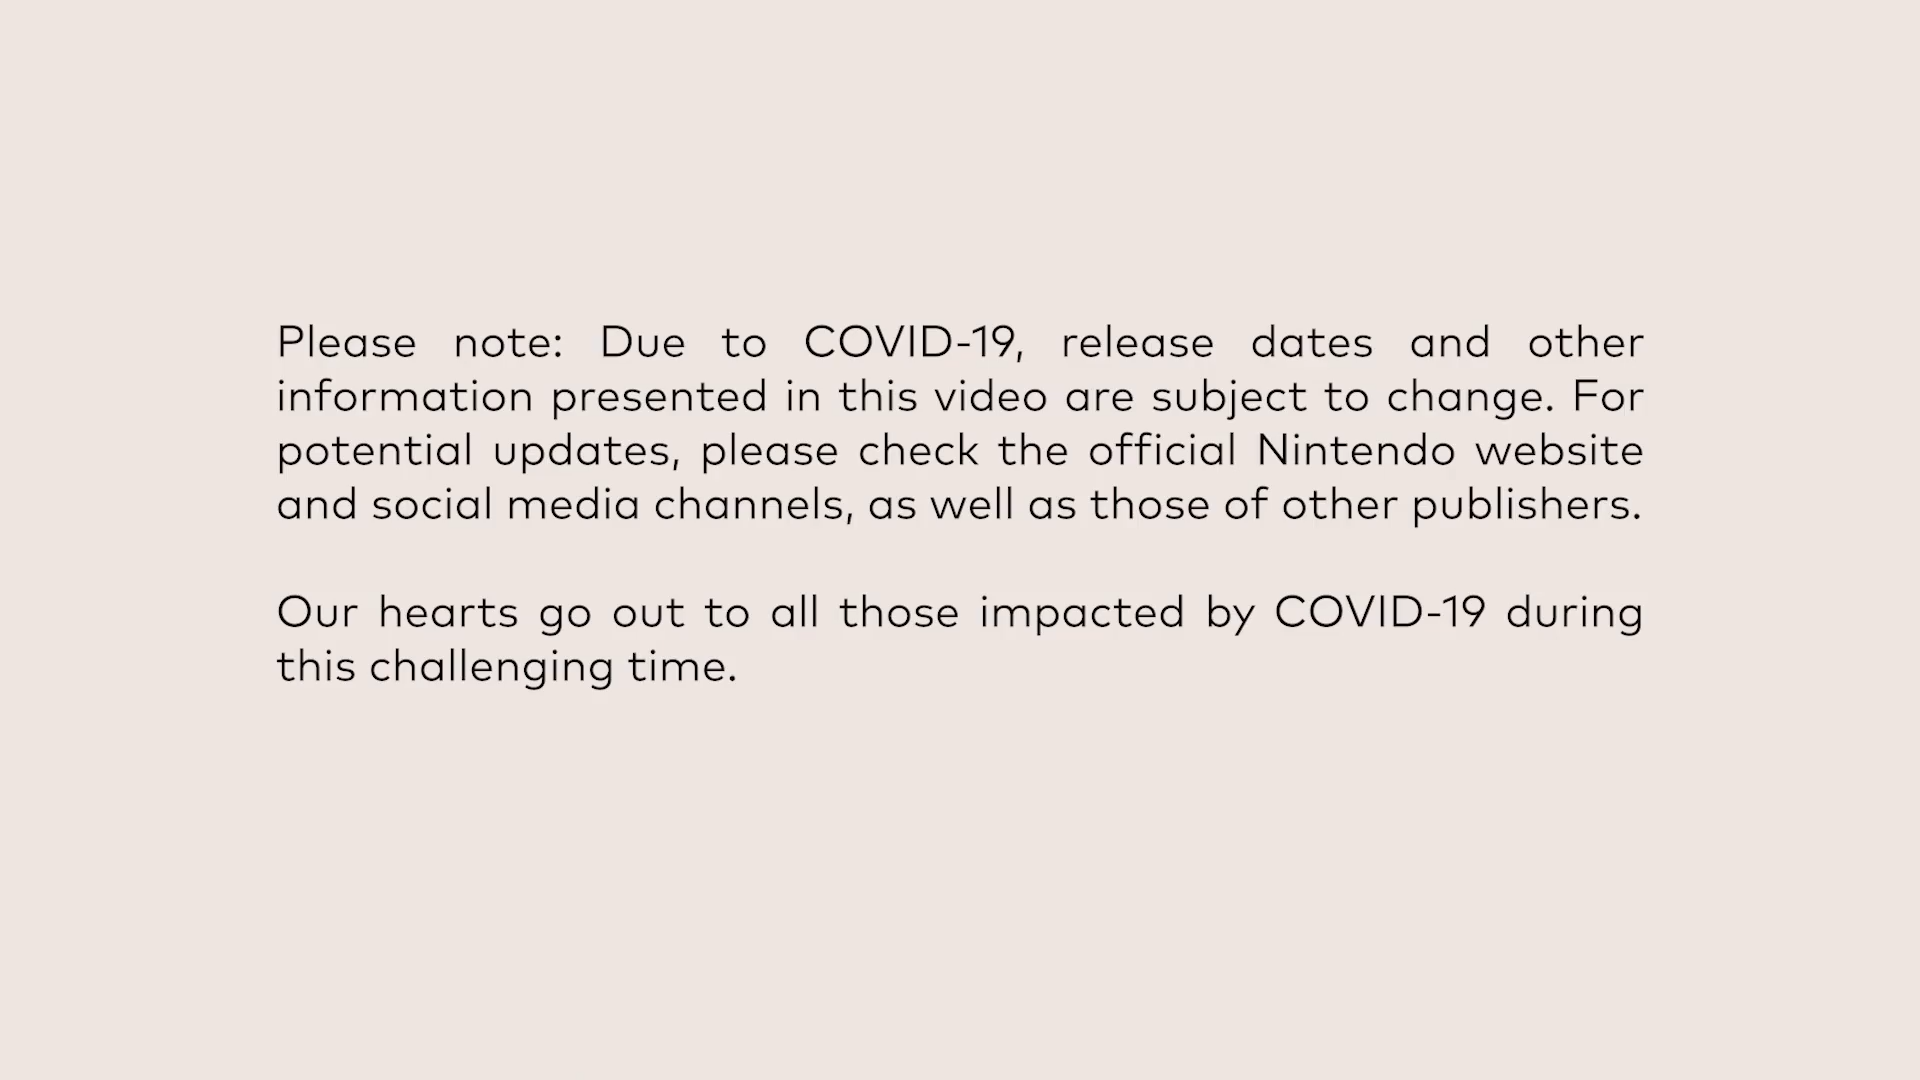 Please note: Due to COVID-19, release dates and other
information presented in this video are subject to change. For
potential updates, please check the official Nintendo website
and social media channels, as well as those of other publishers.
Our hearts go out to all those impacted by COVID-19 during
this challenging time.